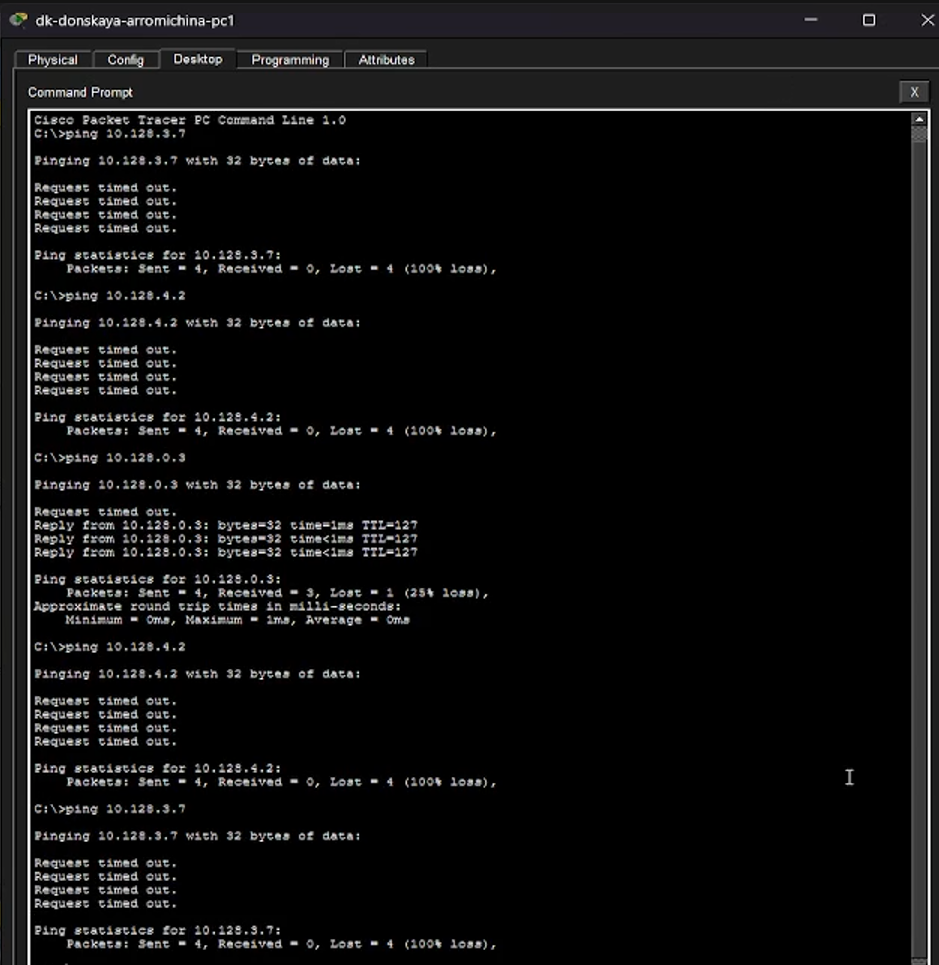 dk-donskaya-arromichina-pc1
Physical Config Desktop Programming Attributes
Command Prompt X
Cisco Packet Tracer PC Command Line 1.0
C:\>ping 10.128.3.7
Pinging 10.128.3.7 with 32 bytes of data:
Request timed out.
Request timed out.
Request timed out.
Request timed out.
Ping statistics for 10.128.3.7:
Packets: Sent = 4, Received = 0, Lost = 4 (100% loss),
C:\>ping 10.128.4.2
Pinging 10.128.4.2 with 32 bytes of data:
Request timed out.
Request timed out.
Request timed out.
Request timed out.
Ping statistics for 10.128.4.2:
Packets: Sent = 4, Received = 0, Lost = 4 (100% loss),
C:\>ping 10.128.0.3
Pinging 10.128.0.3 with 32 bytes of data:
Request timed out.
Reply from 10.128.0.3: bytes=32 time=1ms TTL=127
Reply from 10.128.0.3: bytes=32 time<1ms TTL=127
Reply from 10.128.0.3: bytes=32 time<1ms TTL=127
Ping statistics for 10.128.0.3:
Packets: Sent = 4, Received = 3, Lost = 1 (25% loss),
Approximate round trip times in milli-seconds:
Minimum = 0ms, Maximum = 1ms, Average = 0ms
C:\>ping 10.128.4.2
Pinging 10.128.4.2 with 32 bytes of data:
Request timed out.
Request timed out.
Request timed out.
Request timed out.
Ping statistics for 10.128.4.2:
Packets: Sent = 4, Received = 0, Lost = 4 (100% loss),
C:\>ping 10.128.3.7
Pinging 10.128.3.7 with 32 bytes of data:
Request timed out.
Request timed out.
Request timed out.
Request timed out.
Ping statistics for 10.128.3.7:
Packets: Sent = 4, Received = 0, Lost = 4 (100% loss),